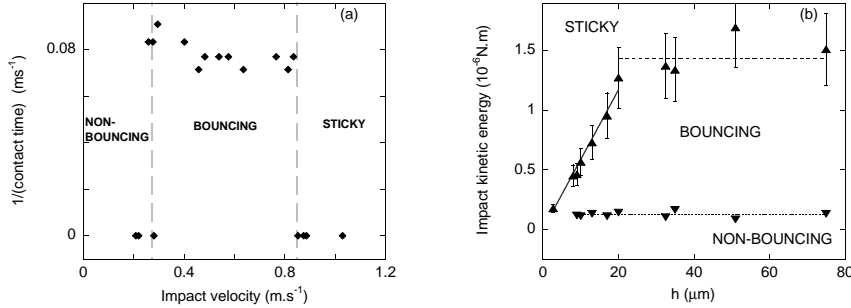 (a)
1/(contact time) (ms⁻¹)
0.08
0
NON-
BOUNCING
BOUNCING
STICKY
0 0.4 0.8 1.2
Impact velocity (m.s⁻¹)
(b)
Impact kinetic energy (10⁻⁶N.m)
1.5
1
0.5
0
STICKY
BOUNCING
NON-BOUNCING
0 20 40 60 80
h (μm)